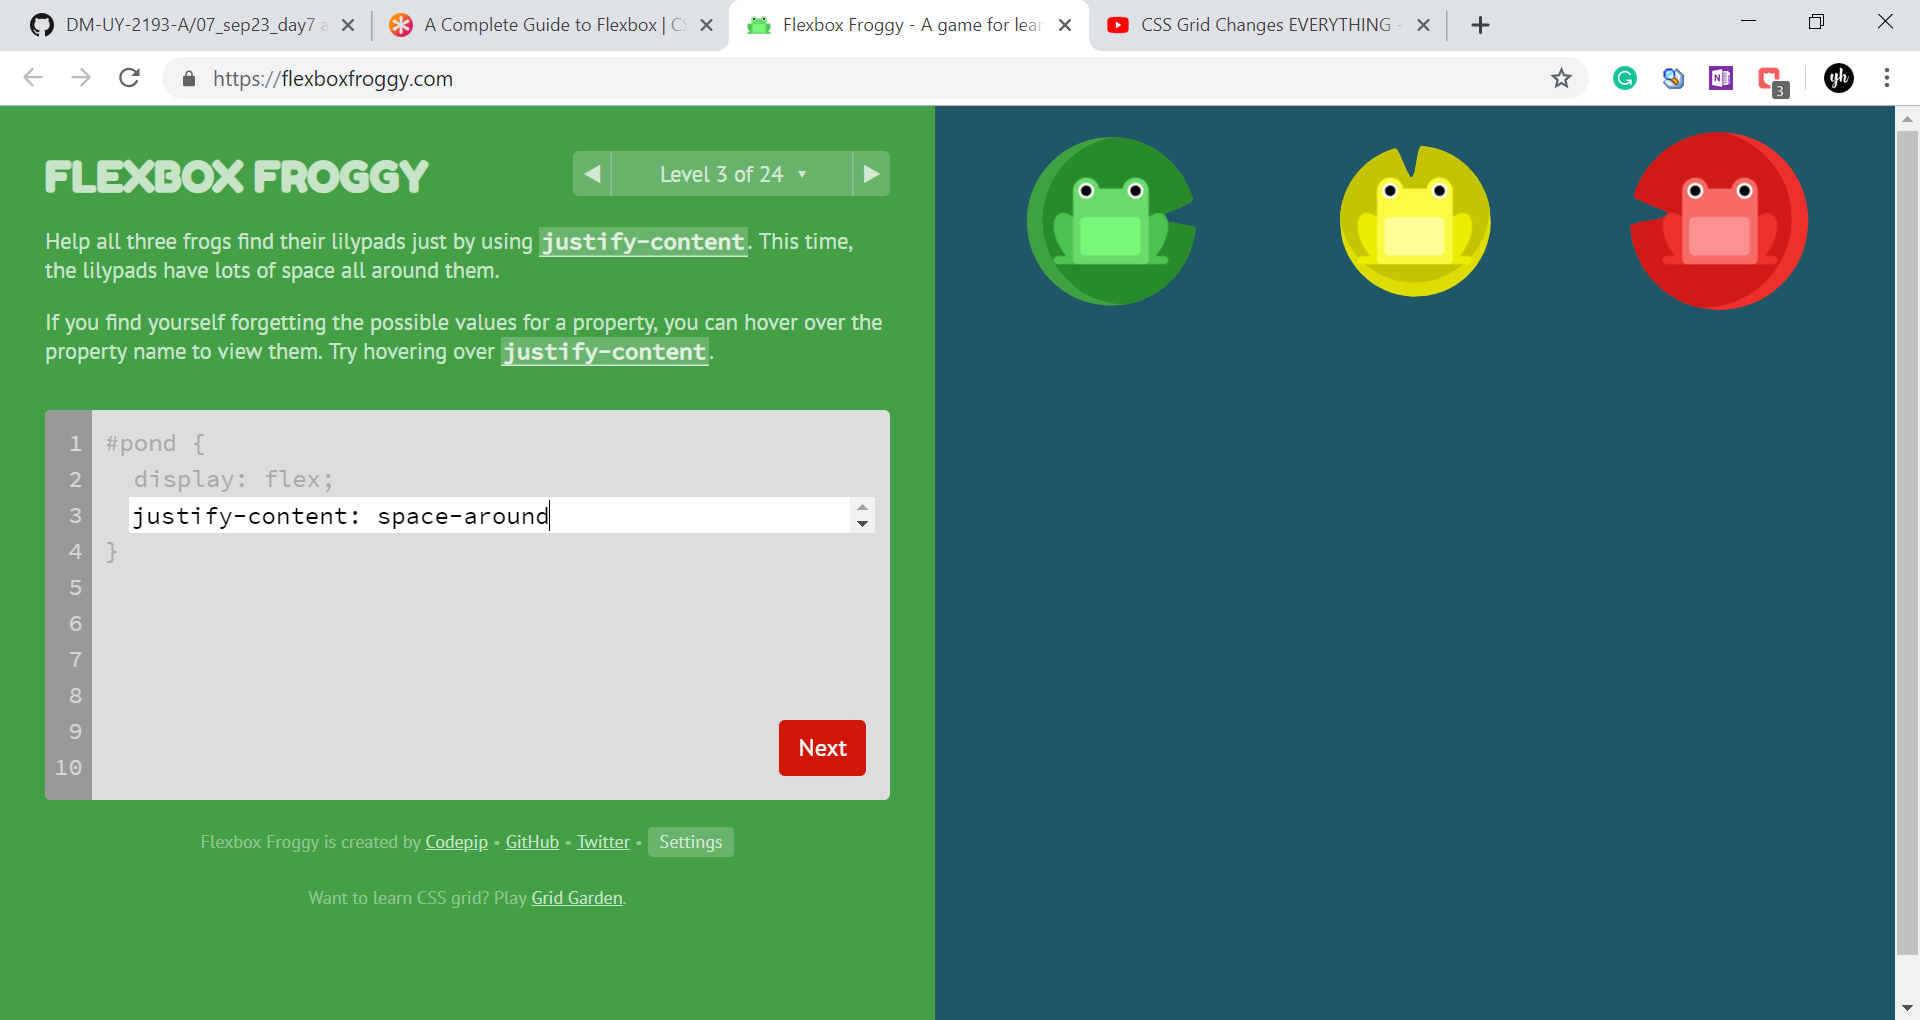 DM-UY-2193-A/07_sep23_day7 a
A Complete Guide to Flexbox | CS
Flexbox Froggy - A game for lear
CSS Grid Changes EVERYTHING -
https://flexboxfroggy.com
3
yh
FLEXBOX FROGGY
◀ Level 3 of 24 ▼ ▶
Help all three frogs find their lilypads just by using justify-content. This time,
the lilypads have lots of space all around them.
If you find yourself forgetting the possible values for a property, you can hover over the
property name to view them. Try hovering over justify-content.
1 #pond {
2 display: flex;
3 justify-content: space-around
4 }
5
6
7
8
9
10
Next
Flexbox Froggy is created by Codepip • GitHub • Twitter • Settings
Want to learn CSS grid? Play Grid Garden.